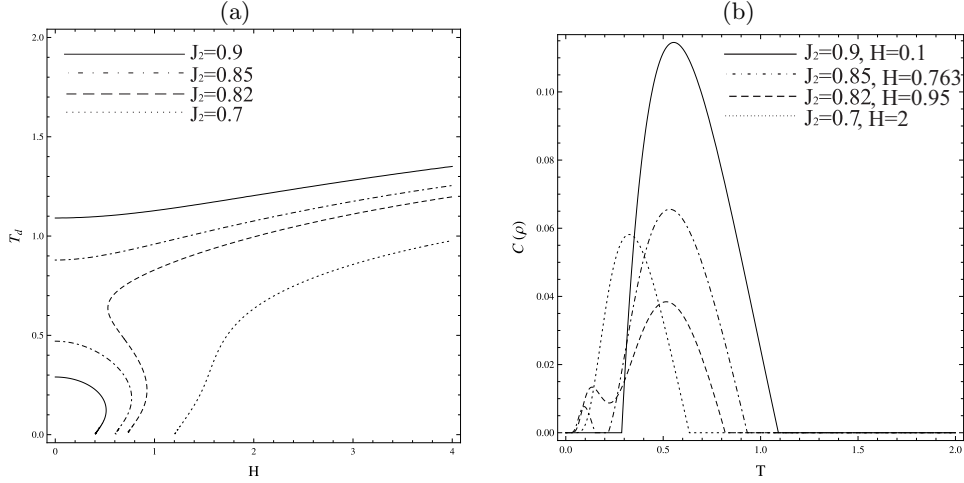 (a)
J2=0.9
J2=0.85
J2=0.82
J2=0.7
2.0
1.5
1.0
0.5
0.0
Td
0
1
2
3
4
H
(b)
J2=0.9, H=0.1
J2=0.85, H=0.763
J2=0.82, H=0.95
J2=0.7, H=2
0.10
0.08
0.06
0.04
0.02
0.00
C(ρ)
0.0
0.5
1.0
1.5
2.0
T